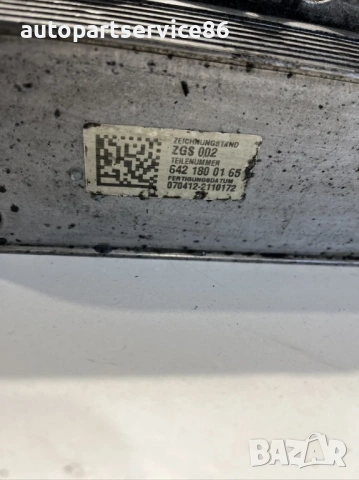 autopartservice86
ZEICHNUNGSSTAND
ZGS 002
TEILENUMMER
642 180 01 65
FERTIGUNGSDATUM
070412-2110172
BAZAR